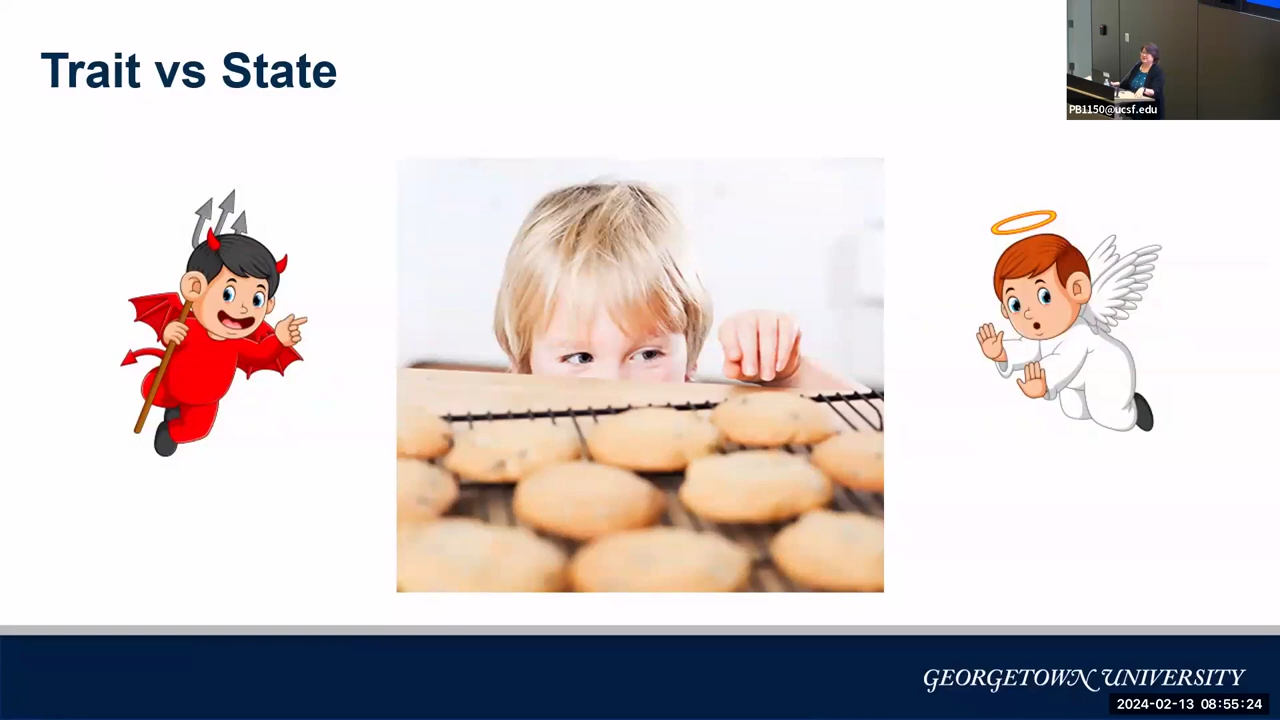 Trait vs State
PB1150@ucsf.edu
GEORGETOWN UNIVERSITY
2024-02-13 08:55:24